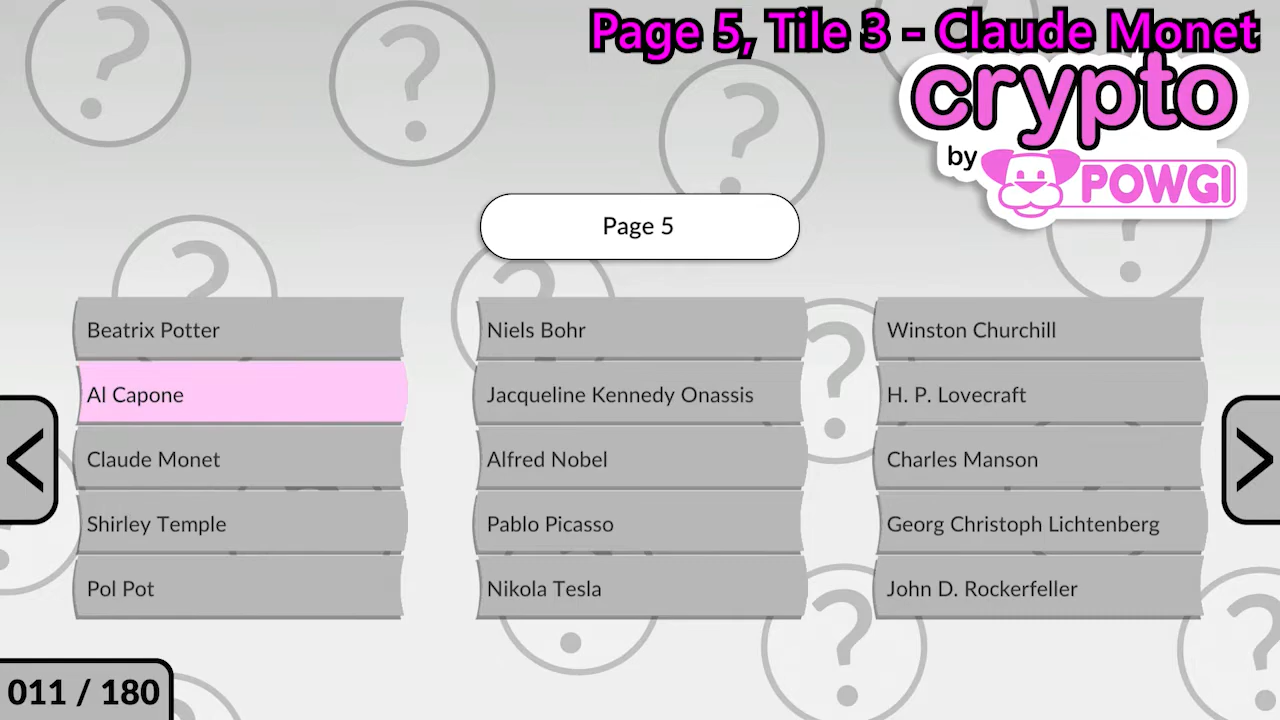 Page 5, Tile 3 - Claude Monet
crypto
by POWGI
Page 5
Beatrix Potter
Al Capone
Claude Monet
Shirley Temple
Pol Pot
Niels Bohr
Jacqueline Kennedy Onassis
Alfred Nobel
Pablo Picasso
Nikola Tesla
Winston Churchill
H. P. Lovecraft
Charles Manson
Georg Christoph Lichtenberg
John D. Rockerfeller
011 / 180